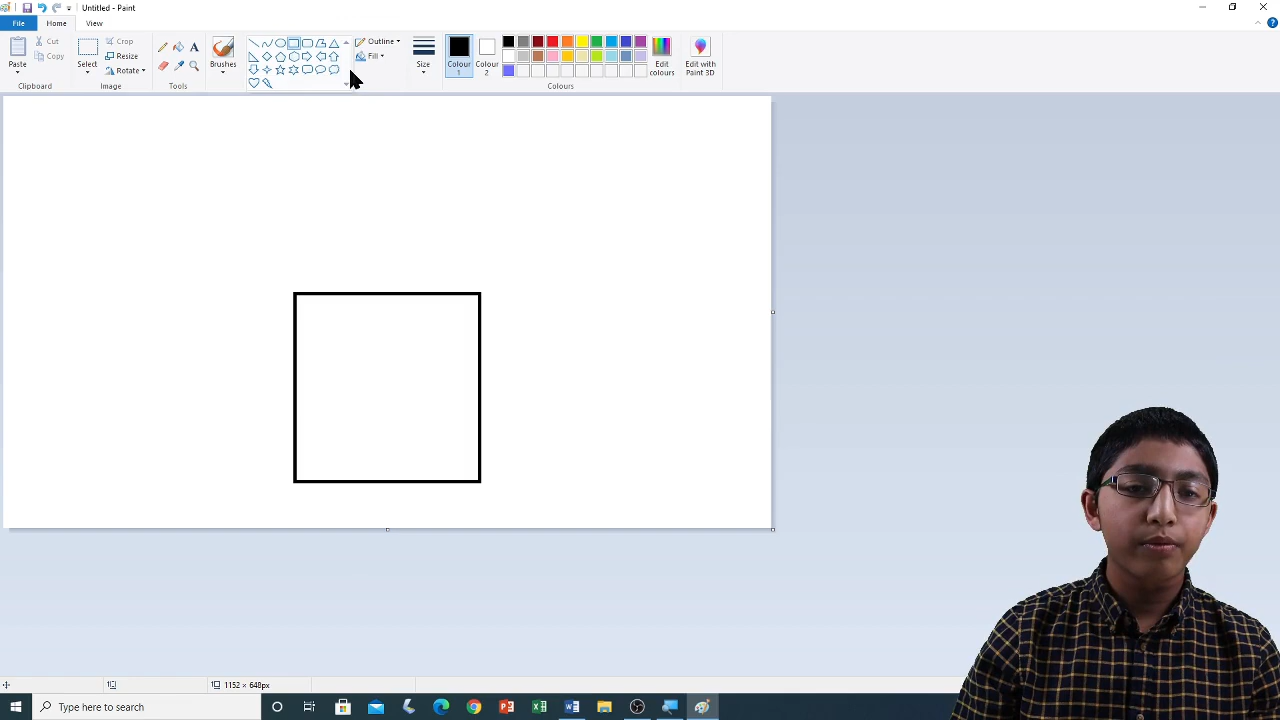 Untitled - Paint
File
Home
View
Paste
Cut
Copy
Clipboard
Select
Crop
Resize
Rotate
Image
A
Tools
Brushes
Outline
Fill
Size
Colour
1
Colour
2
Edit
colours
Colours
Edit with
Paint 3D
1152 × 648px
Type here to search